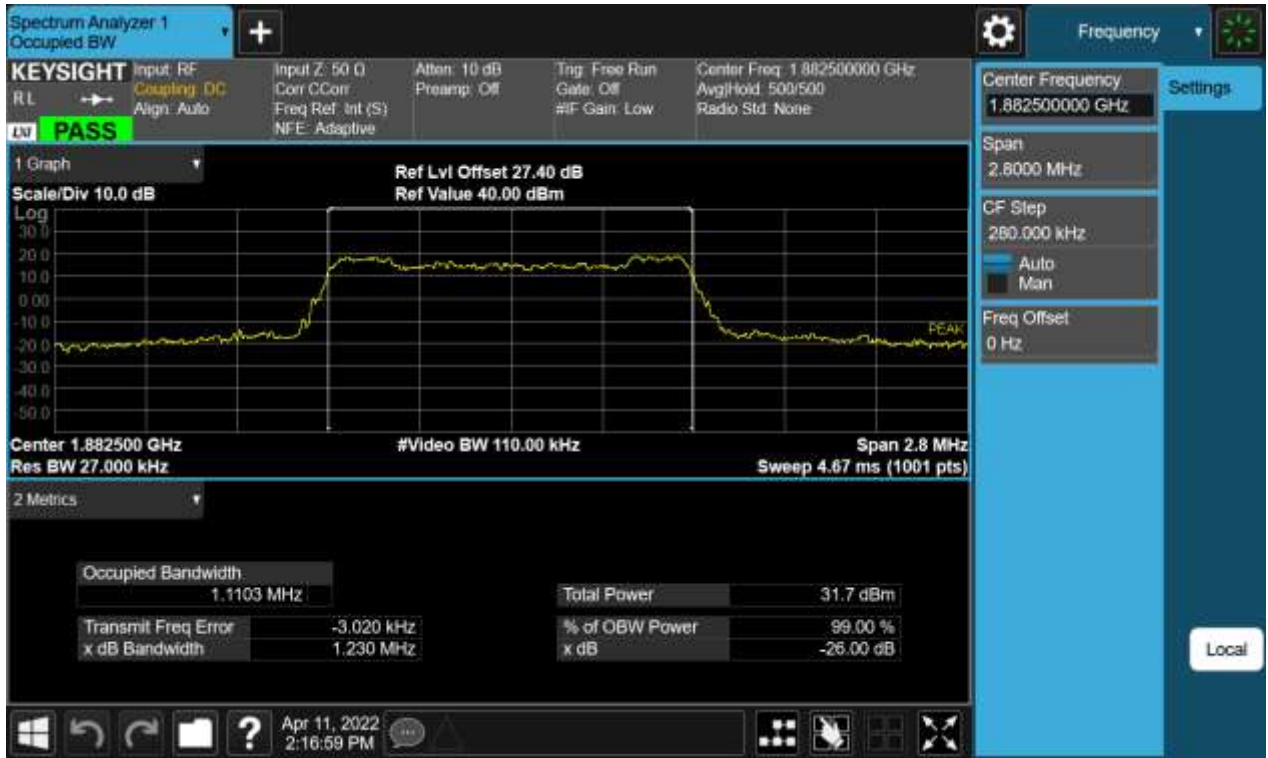 Spectrum Analyzer 1
Occupied BW
+
Frequency
KEYSIGHT
RL
LXI
PASS
Input: RF
Coupling: DC
Align: Auto
Input Z: 50 Ω
Corr CCorr
Freq Ref: Int (S)
NFE: Adaptive
Atten: 10 dB
Preamp: Off
Trig: Free Run
Gate: Off
#IF Gain: Low
Center Freq: 1.882500000 GHz
Avg|Hold: 500/500
Radio Std: None
Center Frequency
1.882500000 GHz
Settings
Span
2.8000 MHz
CF Step
280.000 kHz
Auto
Man
Freq Offset
0 Hz
1 Graph
Scale/Div 10.0 dB
Ref Lvl Offset 27.40 dB
Ref Value 40.00 dBm
Log
30.0
20.0
10.0
0.00
-10.0
-20.0
-30.0
-40.0
-50.0
PEAK
Center 1.882500 GHz
#Video BW 110.00 kHz
Span 2.8 MHz
Res BW 27.000 kHz
Sweep 4.67 ms (1001 pts)
2 Metrics
Occupied Bandwidth
1.1103 MHz
Total Power 31.7 dBm
Transmit Freq Error -3.020 kHz
% of OBW Power 99.00 %
x dB Bandwidth 1.230 MHz
x dB -26.00 dB
Local
?
Apr 11, 2022
2:16:59 PM